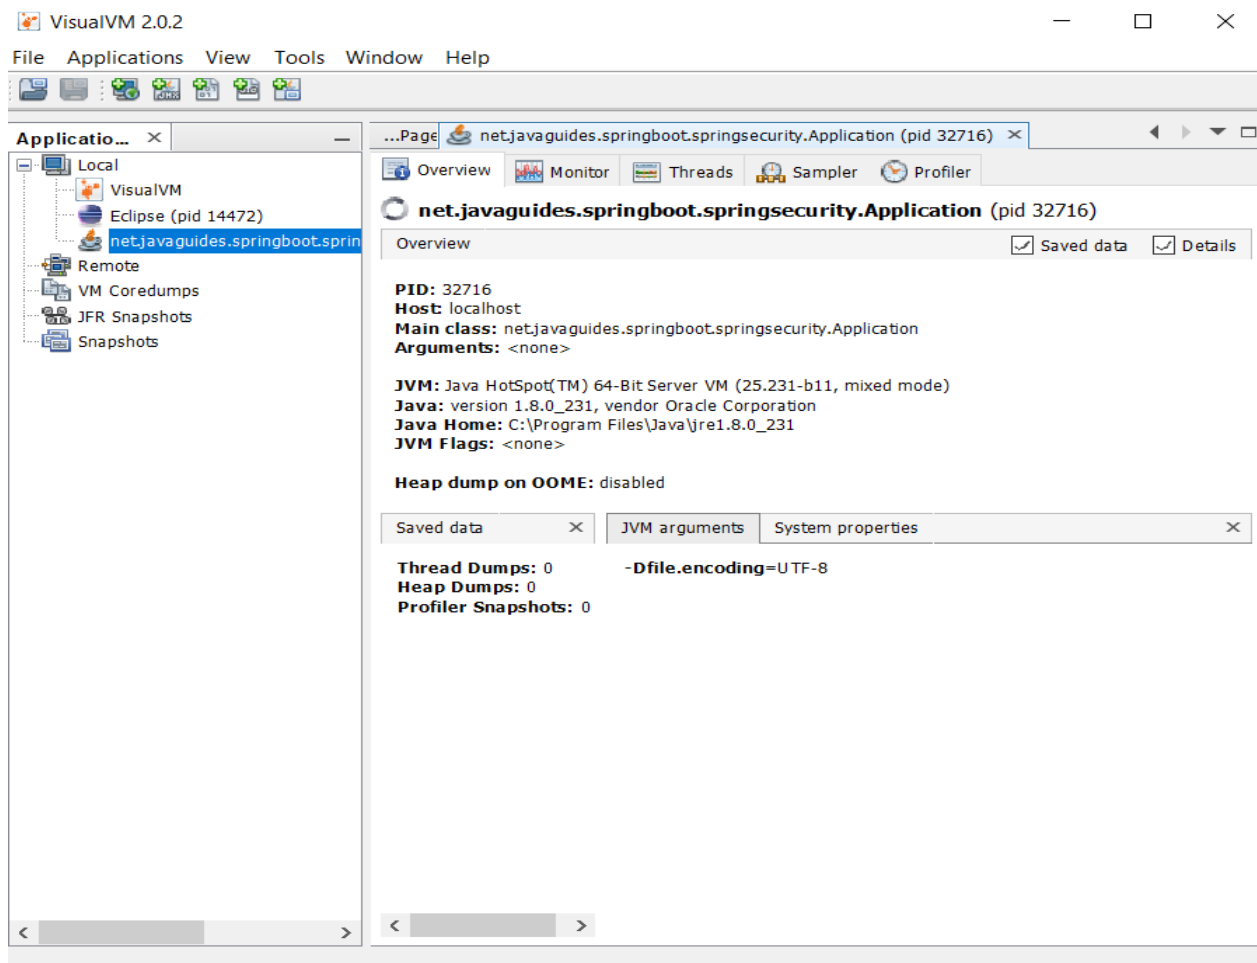 VisualVM 2.0.2
File Applications View Tools Window Help
Applicatio...
Local
VisualVM
Eclipse (pid 14472)
net.javaguides.springboot.sprin
Remote
VM Coredumps
JFR Snapshots
Snapshots
...Page net.javaguides.springboot.springsecurity.Application (pid 32716)
Overview Monitor Threads Sampler Profiler
net.javaguides.springboot.springsecurity.Application (pid 32716)
Overview Saved data Details
PID: 32716
Host: localhost
Main class: net.javaguides.springboot.springsecurity.Application
Arguments: <none>
JVM: Java HotSpot(TM) 64-Bit Server VM (25.231-b11, mixed mode)
Java: version 1.8.0_231, vendor Oracle Corporation
Java Home: C:\Program Files\Java\jre1.8.0_231
JVM Flags: <none>
Heap dump on OOME: disabled
Saved data
Thread Dumps: 0
Heap Dumps: 0
Profiler Snapshots: 0
JVM arguments System properties
-Dfile.encoding=UTF-8